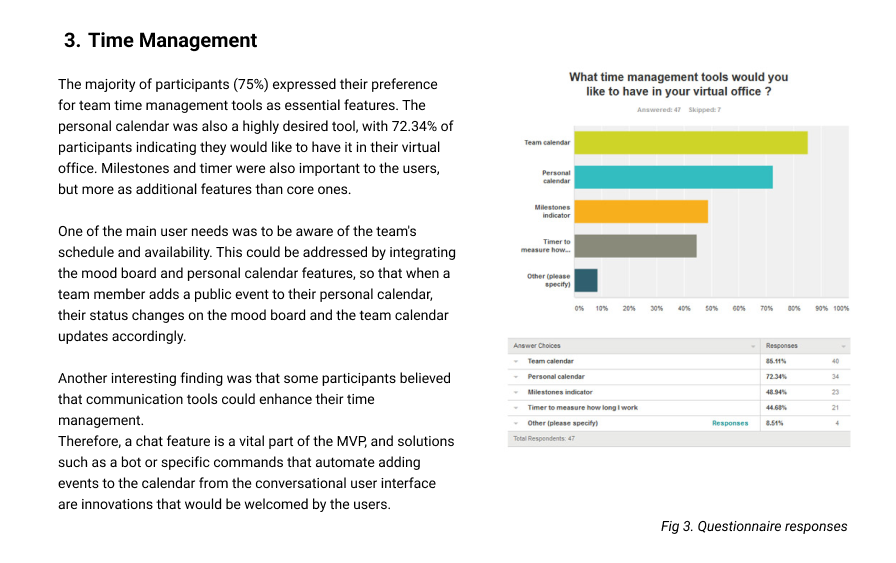 3. Time Management
The majority of participants (75%) expressed their preference
for team time management tools as essential features. The
personal calendar was also a highly desired tool, with 72.34% of
participants indicating they would like to have it in their virtual
office. Milestones and timer were also important to the users,
but more as additional features than core ones.
One of the main user needs was to be aware of the team's
schedule and availability. This could be addressed by integrating
the mood board and personal calendar features, so that when a
team member adds a public event to their personal calendar,
their status changes on the mood board and the team calendar
updates accordingly.
Another interesting finding was that some participants believed
that communication tools could enhance their time
management.
Therefore, a chat feature is a vital part of the MVP, and solutions
such as a bot or specific commands that automate adding
events to the calendar from the conversational user interface
are innovations that would be welcomed by the users.
What time management tools would you
like to have in your virtual office ?
Answered: 47 Skipped: 7
Team calendar
Personal
calendar
Milestones
indicator
Timer to
measure how...
Other (please
specify)
0% 10% 20% 30% 40% 50% 60% 70% 80% 90% 100%
Answer Choices Responses
Team calendar 85.11% 40
Personal calendar 72.34% 34
Milestones indicator 48.94% 23
Timer to measure how long I work 44.68% 21
Other (please specify) Responses 8.51% 4
Total Respondents: 47
Fig 3. Questionnaire responses